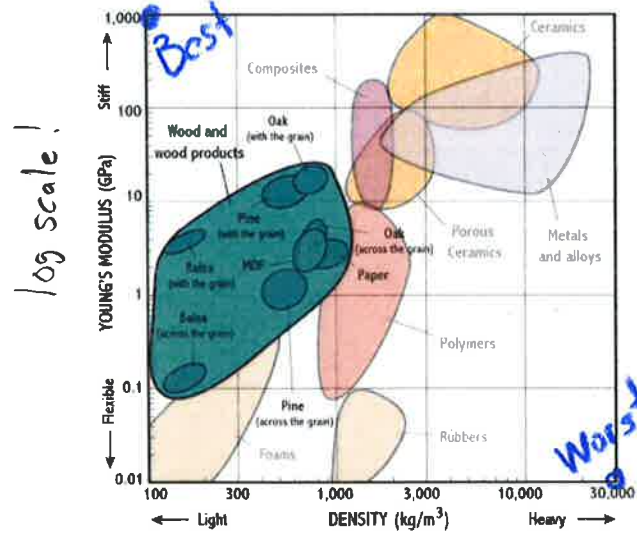 log scale!
Best
Worst
YOUNG'S MODULUS (GPa)
Stiff
Flexible
1,000
100
10
1
0.1
0.01
Ceramics
Composites
Oak
(with the grain)
Wood and
wood products
Pine
(with the grain)
Porous
Ceramics
Metals
and alloys
Oak
(across the grain)
Balsa
(with the grain)
MDF
Paper
Balsa
(across the grain)
Polymers
Pine
(across the grain)
Foams
Rubbers
100
300
1,000
3,000
10,000
30,000
Light
DENSITY (kg/m³)
Heavy